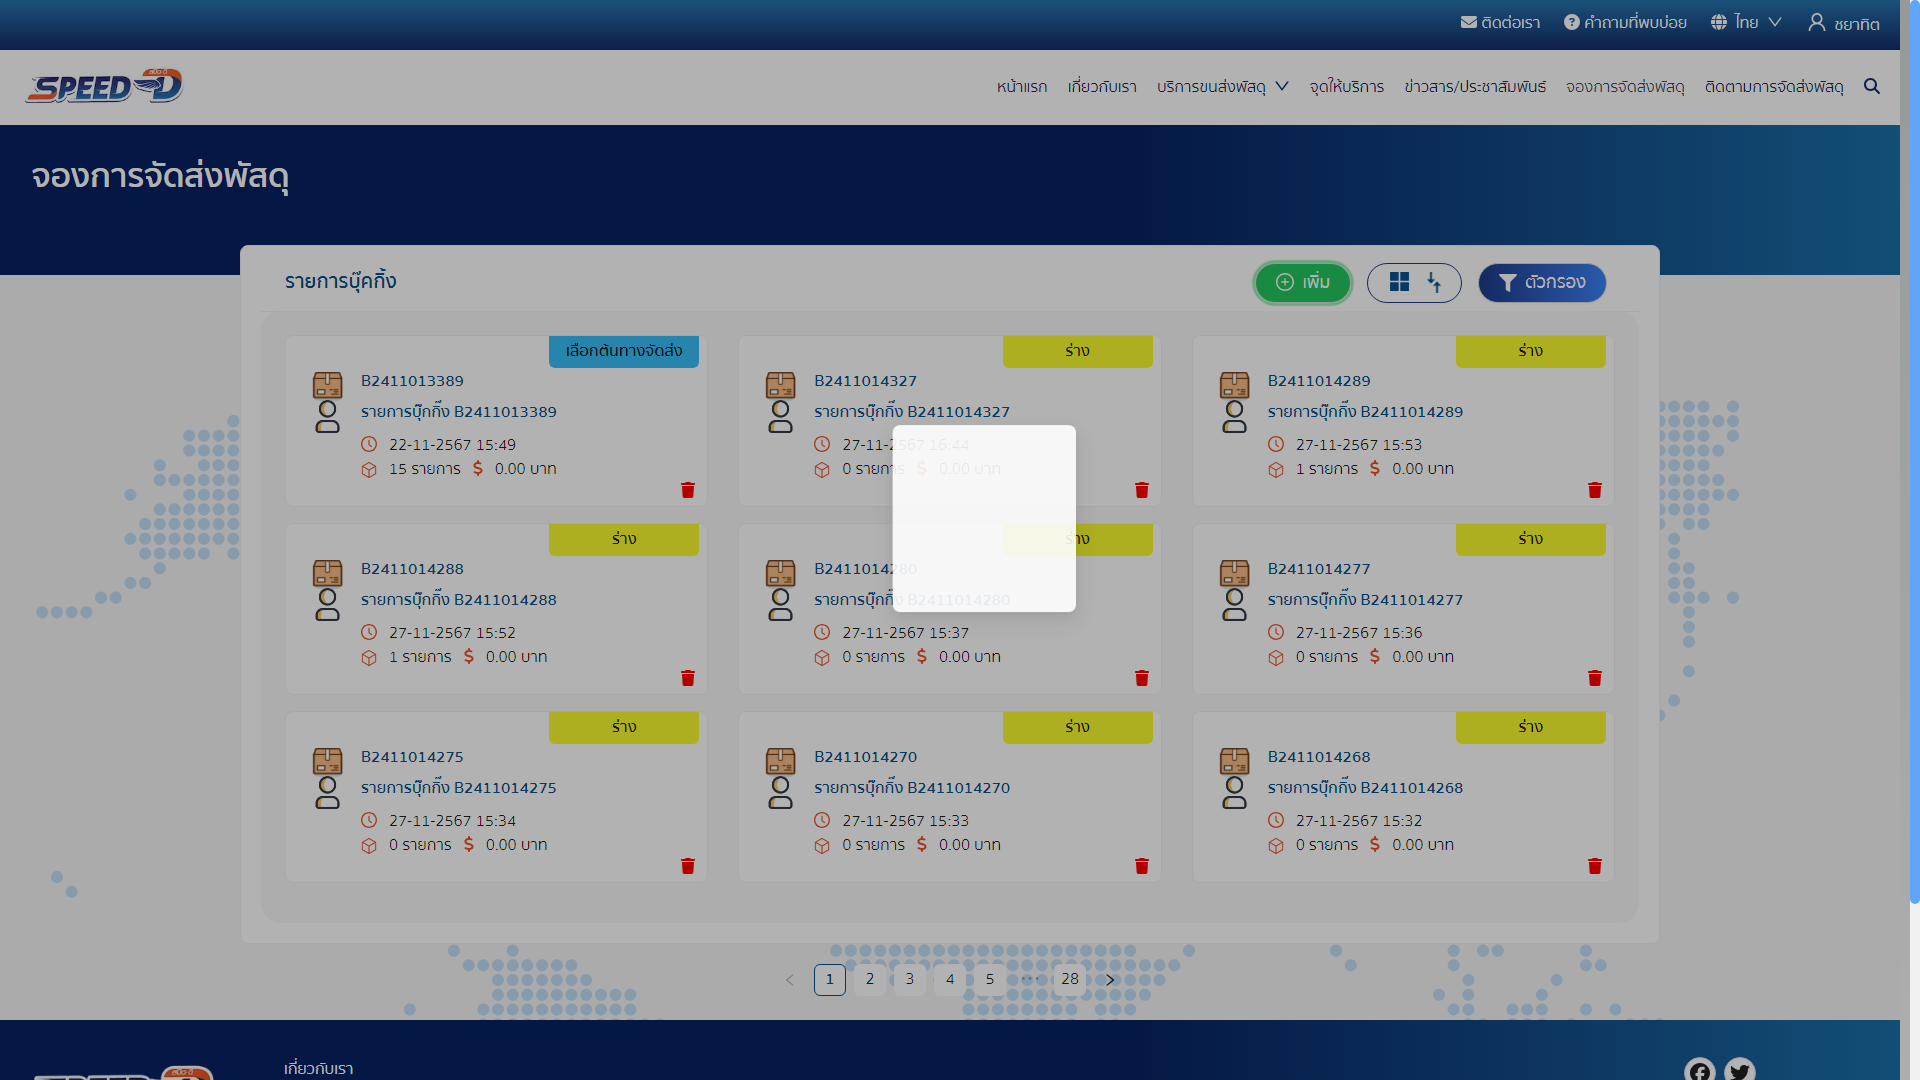 ติดต่อเรา คำถามที่พบบ่อย ไทย ชยาทิต
สปีด-ดี
SPEED-D
หน้าแรก เกี่ยวกับเรา บริการขนส่งพัสดุ จุดให้บริการ ข่าวสาร/ประชาสัมพันธ์ จองการจัดส่งพัสดุ ติดตามการจัดส่งพัสดุ
จองการจัดส่งพัสดุ
รายการบุ๊คกิ้ง
เพิ่ม
ตัวกรอง
เลือกต้นทางจัดส่ง
B2411013389
รายการบุ๊กกิ๊ง B2411013389
22-11-2567 15:49
15 รายการ $ 0.00 บาท
ร่าง
B2411014327
รายการบุ๊กกิ๊ง B2411014327
27-11-2567 16:44
0 รายการ $ 0.00 บาท
ร่าง
B2411014289
รายการบุ๊กกิ๊ง B2411014289
27-11-2567 15:53
1 รายการ $ 0.00 บาท
ร่าง
B2411014288
รายการบุ๊กกิ๊ง B2411014288
27-11-2567 15:52
1 รายการ $ 0.00 บาท
ร่าง
B2411014280
รายการบุ๊กกิ๊ง B2411014280
27-11-2567 15:37
0 รายการ $ 0.00 บาท
ร่าง
B2411014277
รายการบุ๊กกิ๊ง B2411014277
27-11-2567 15:36
0 รายการ $ 0.00 บาท
ร่าง
B2411014275
รายการบุ๊กกิ๊ง B2411014275
27-11-2567 15:34
0 รายการ $ 0.00 บาท
ร่าง
B2411014270
รายการบุ๊กกิ๊ง B2411014270
27-11-2567 15:33
0 รายการ $ 0.00 บาท
ร่าง
B2411014268
รายการบุ๊กกิ๊ง B2411014268
27-11-2567 15:32
0 รายการ $ 0.00 บาท
< 1 2 3 4 5 ••• 28 >
เกี่ยวกับเรา
สปีด-ดี
SPEED-D